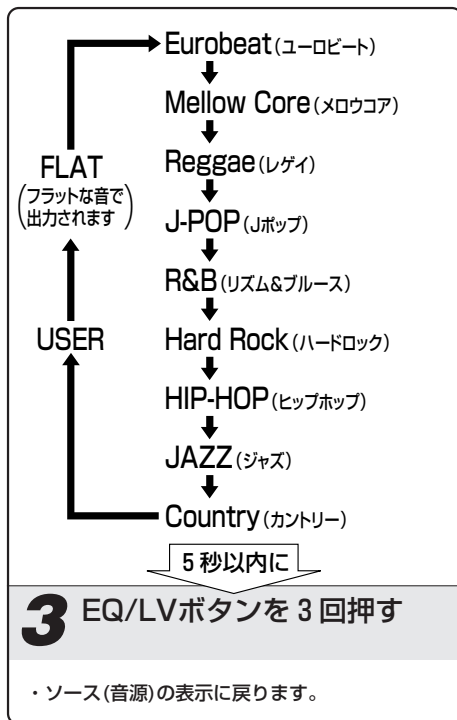 Eurobeat(ユーロビート)
Mellow Core(メロウコア)
FLAT
(フラットな音で
出力されます)
Reggae(レゲイ)
J-POP(Jポップ)
R&B(リズム&ブルース)
USER
Hard Rock(ハードロック)
HIP-HOP(ヒップホップ)
JAZZ(ジャズ)
Country(カントリー)
5秒以内に
3 EQ/LVボタンを3回押す
・ソース(音源)の表示に戻ります。